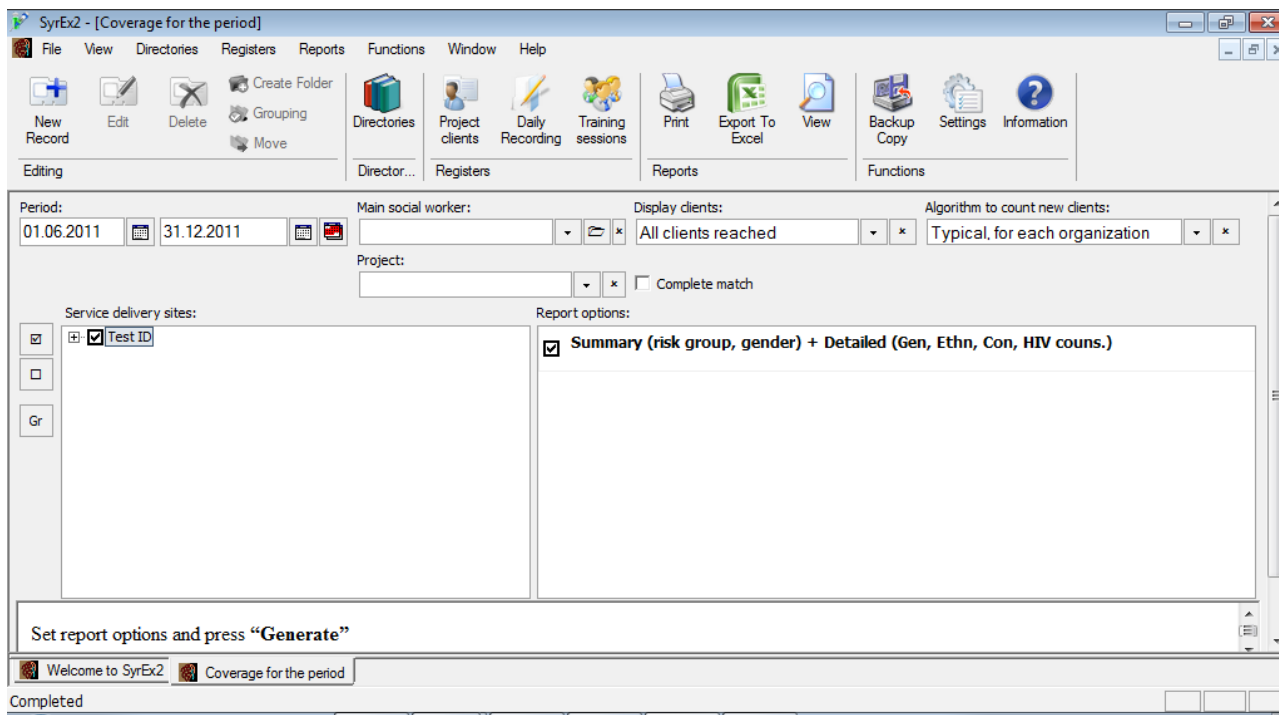 SyrEx2 - [Coverage for the period]
File View Directories Registers Reports Functions Window Help
New Record Edit Delete Create Folder Grouping Move Directories Project clients Daily Recording Training sessions Print Export To Excel View Backup Copy Settings Information
Editing Director... Registers Reports Functions
Period: Main social worker: Display clients: Algorithm to count new clients:
01.06.2011 31.12.2011 All clients reached Typical, for each organization
Project:
Complete match
Service delivery sites: Report options:
Test ID
Summary (risk group, gender) + Detailed (Gen, Ethn, Con, HIV couns.)
Gr
Set report options and press “Generate”
Welcome to SyrEx2 Coverage for the period
Completed